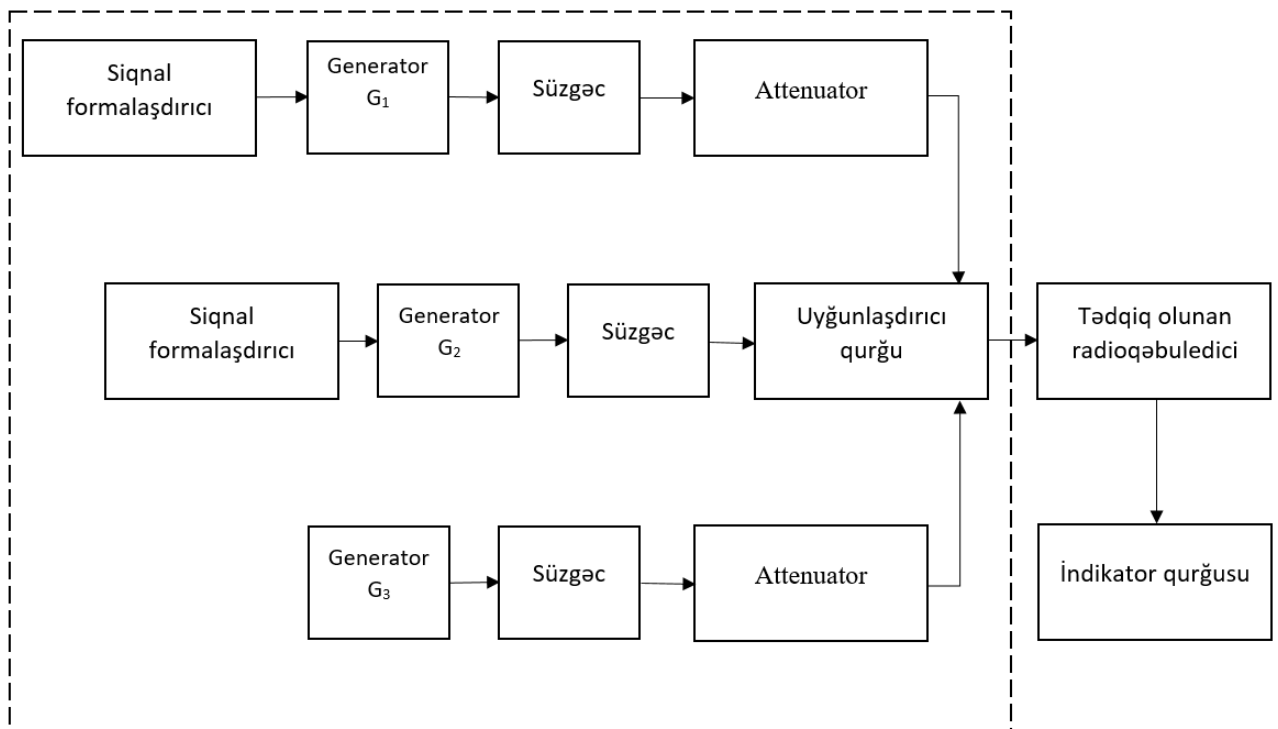 Siqnal
formalaşdırıcı
Generator
G₁
Süzgəc
Attenuator
Siqnal
formalaşdırıcı
Generator
G₂
Süzgəc
Uyğunlaşdırıcı
qurğu
Tədqiq olunan
radioqəbuledici
Generator
G₃
Süzgəc
Attenuator
İndikator qurğusu